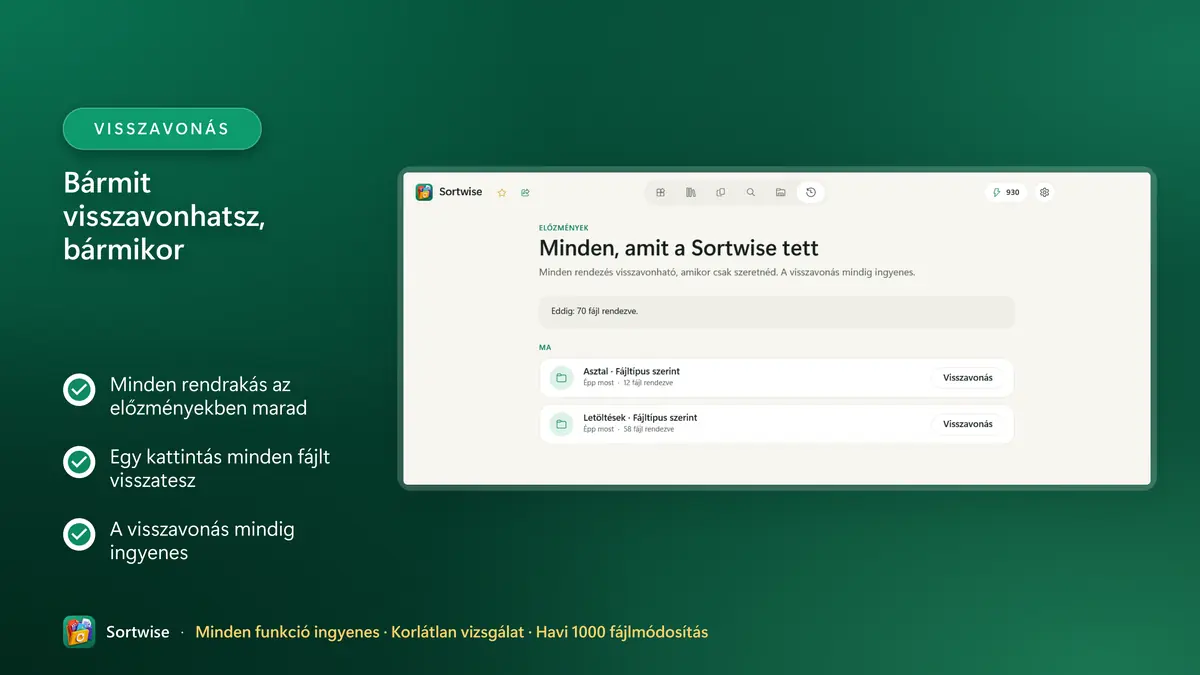 VISSZAVONÁS
Bármit
visszavonhatsz,
bármikor
Minden rendrakás az
előzményekben marad
Egy kattintás minden fájlt
visszatesz
A visszavonás mindig
ingyenes
Sortwise
930
ELŐZMÉNYEK
Minden, amit a Sortwise tett
Minden rendezés visszavonható, amikor csak szeretnéd. A visszavonás mindig ingyenes.
Eddig: 70 fájl rendezve.
MA
Asztal · Fájltípus szerint
Épp most · 12 fájl rendezve
Visszavonás
Letöltések · Fájltípus szerint
Épp most · 58 fájl rendezve
Visszavonás
Sortwise · Minden funkció ingyenes · Korlátlan vizsgálat · Havi 1000 fájlmódosítás